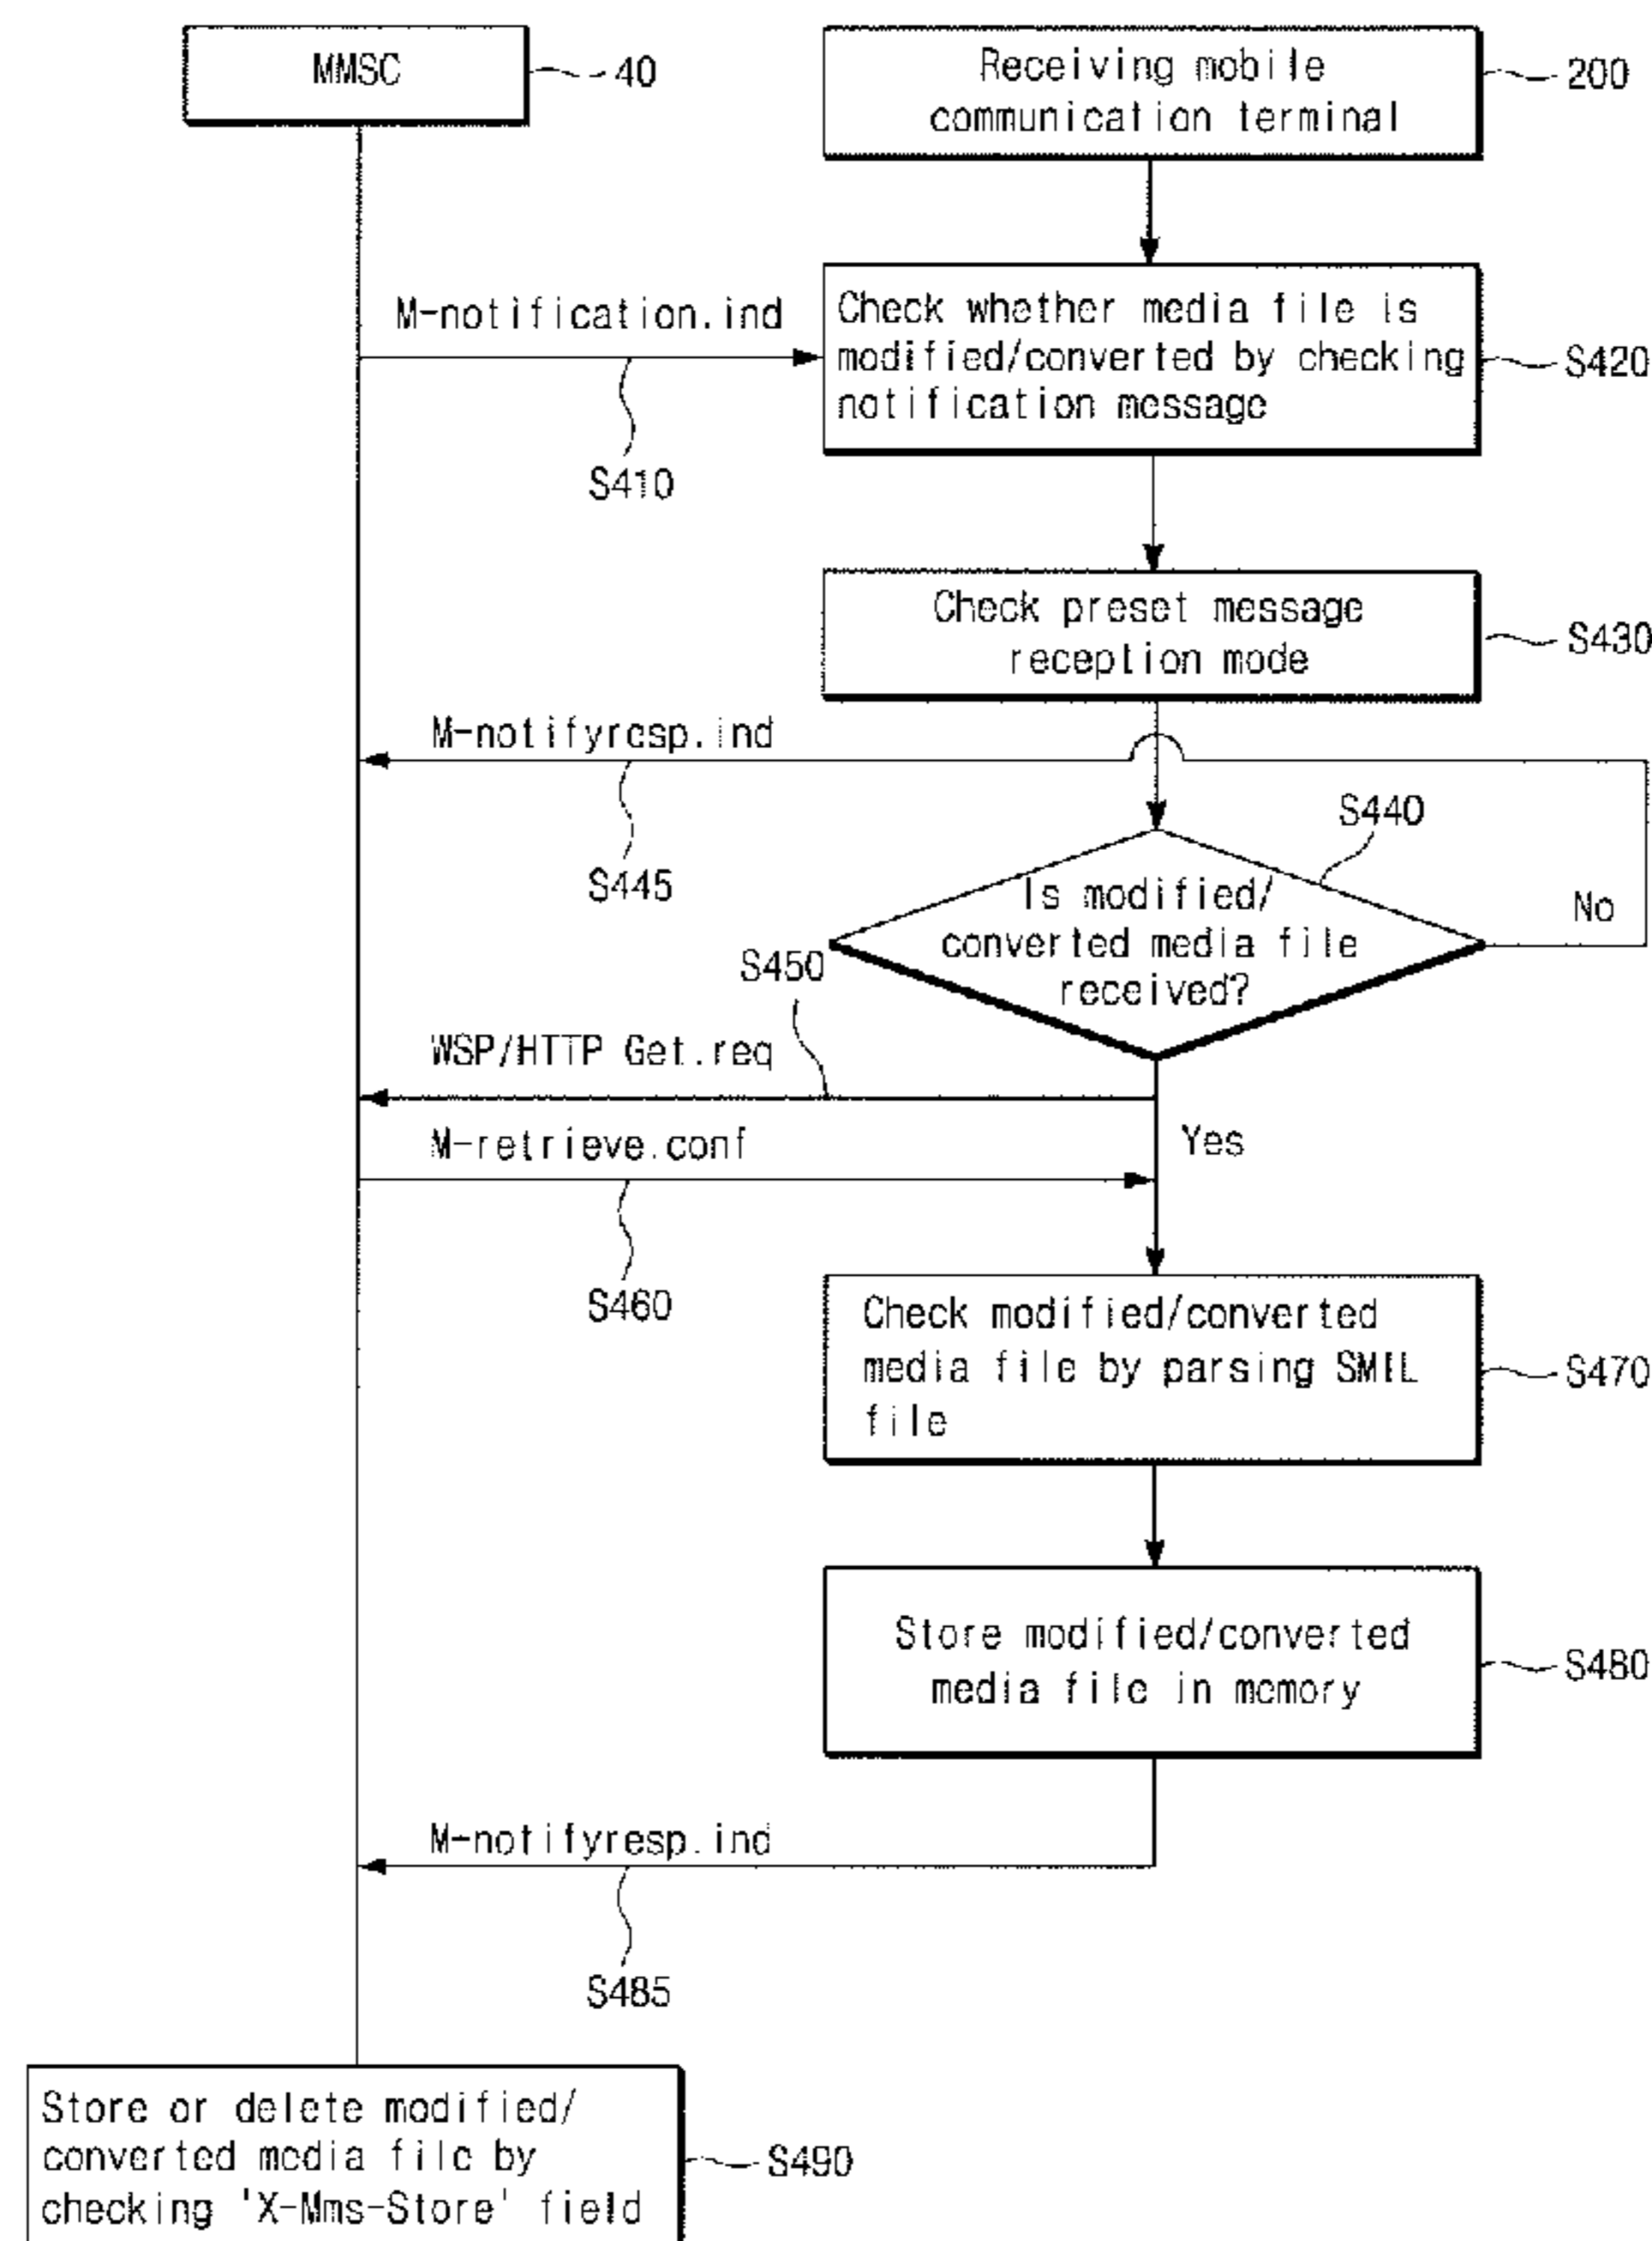 MMSC
40
Receiving mobile
communication terminal
200
M-notification.ind
S410
Check whether media file is
modified/converted by checking
notification message
S420
Check preset message
reception mode
S430
M-notifyresp.ind
S445
S440
Is modified/
converted media file
received?
No
S450
WSP/HTTP Get.req
Yes
M-retrieve.conf
S460
Check modified/converted
media file by parsing SMIL
file
S470
Store modified/converted
media file in memory
S480
M-notifyresp.ind
S485
Store or delete modified/
converted media file by
checking 'X-Mms-Store' field
S490